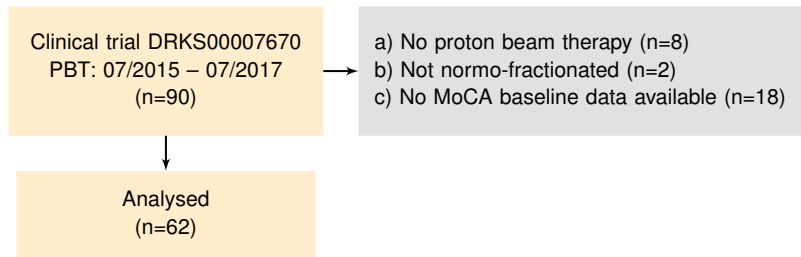 Clinical trial DRKS00007670
PBT: 07/2015 – 07/2017
(n=90)
a) No proton beam therapy (n=8)
b) Not normo-fractionated (n=2)
c) No MoCA baseline data available (n=18)
Analysed
(n=62)